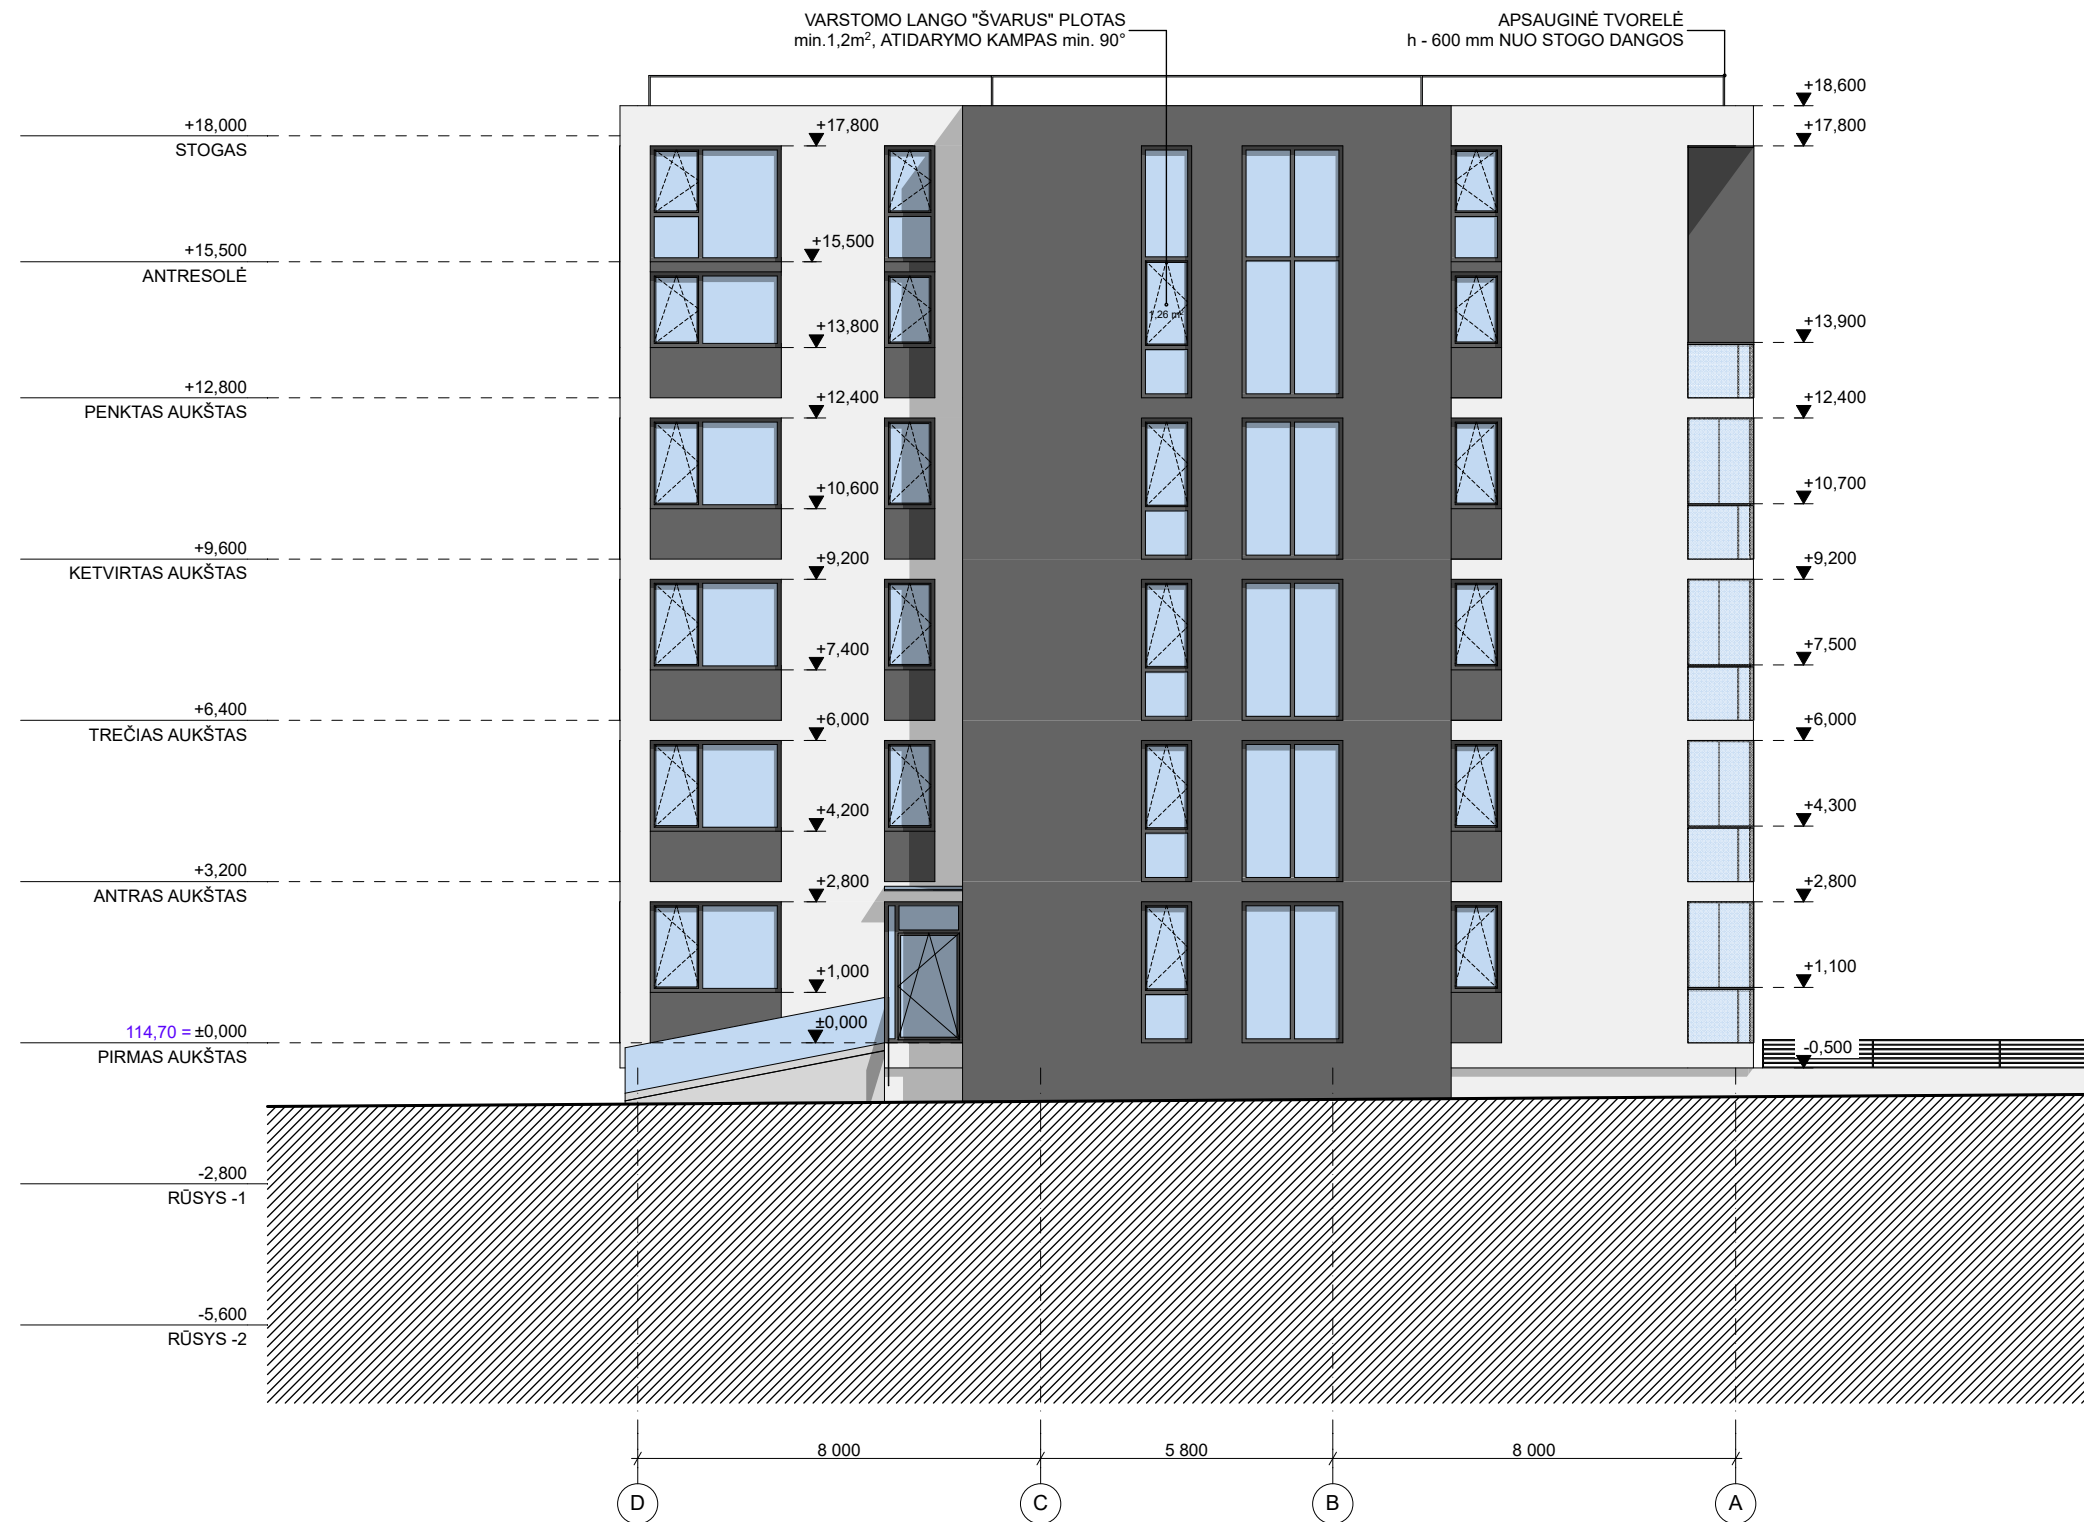 VARSTOMO LANGO "ŠVARUS" PLOTAS
min.1,2m², ATIDARYMO KAMPAS min. 90°
APSAUGINĖ TVORELĖ
h - 600 mm NUO STOGO DANGOS
+18,000
STOGAS
+15,500
ANTRESOLĖ
+12,800
PENKTAS AUKŠTAS
+9,600
KETVIRTAS AUKŠTAS
+6,400
TREČIAS AUKŠTAS
+3,200
ANTRAS AUKŠTAS
114,70 = ±0,000
PIRMAS AUKŠTAS
-2,800
RŪSYS -1
-5,600
RŪSYS -2
+17,800
+15,500
+13,800
+12,400
+10,600
+9,200
+7,400
+6,000
+4,200
+2,800
+1,000
±0,000
1,26 m²
+18,600
+17,800
+13,900
+12,400
+10,700
+9,200
+7,500
+6,000
+4,300
+2,800
+1,100
-0,500
8 000
5 800
8 000
D
C
B
A